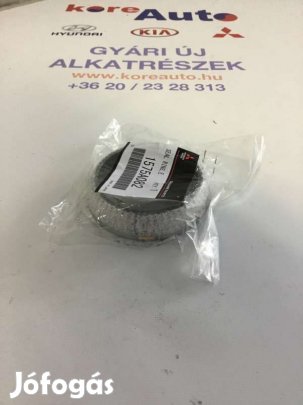 koreAuto
HYUNDAI
KIA
GYÁRI ÚJ
ALKATRÉSZEK
www.koreauto.hu
+36 20 / 23 28 313
1575A082
Jófogás